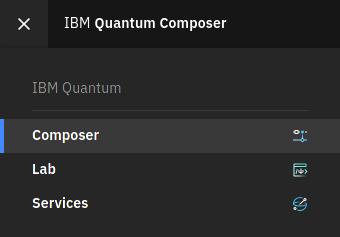 IBM Quantum Composer
IBM Quantum
Composer
Lab
Services